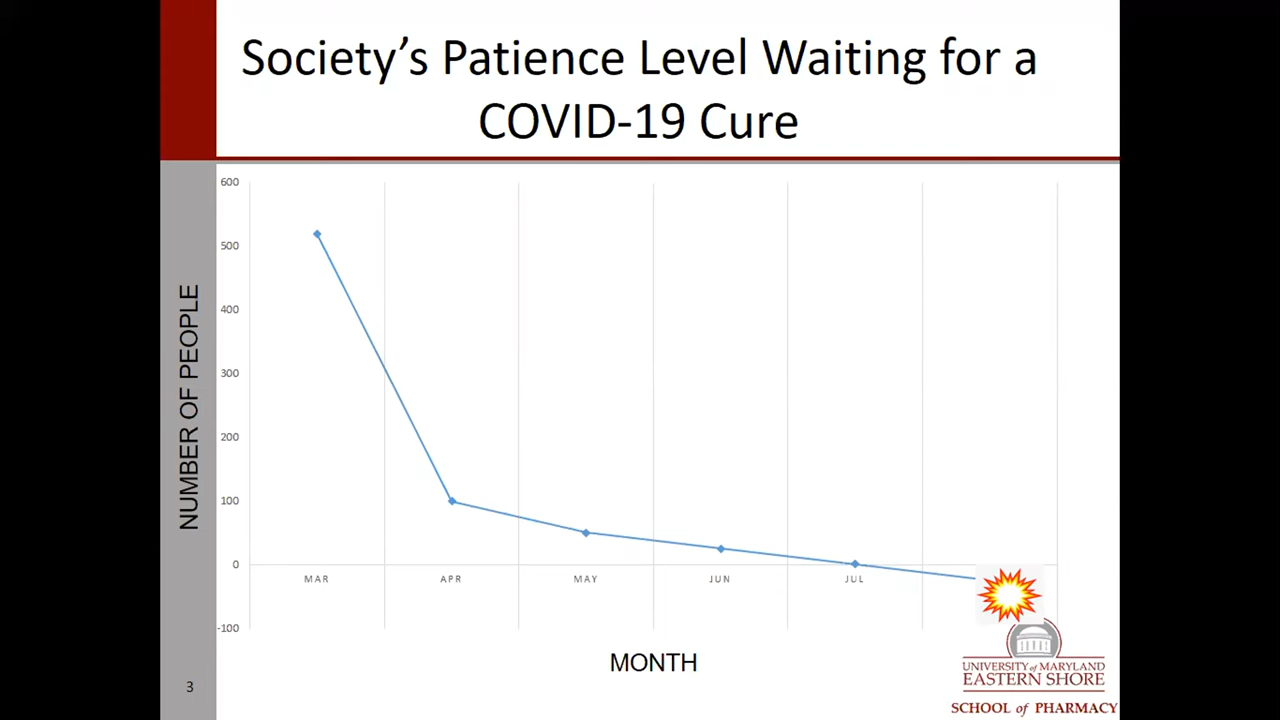 Society's Patience Level Waiting for a
COVID-19 Cure
NUMBER OF PEOPLE
600
500
400
300
200
100
0
-100
MAR
APR
MAY
JUN
JUL
MONTH
3
UNIVERSITY of MARYLAND
EASTERN SHORE
SCHOOL of PHARMACY